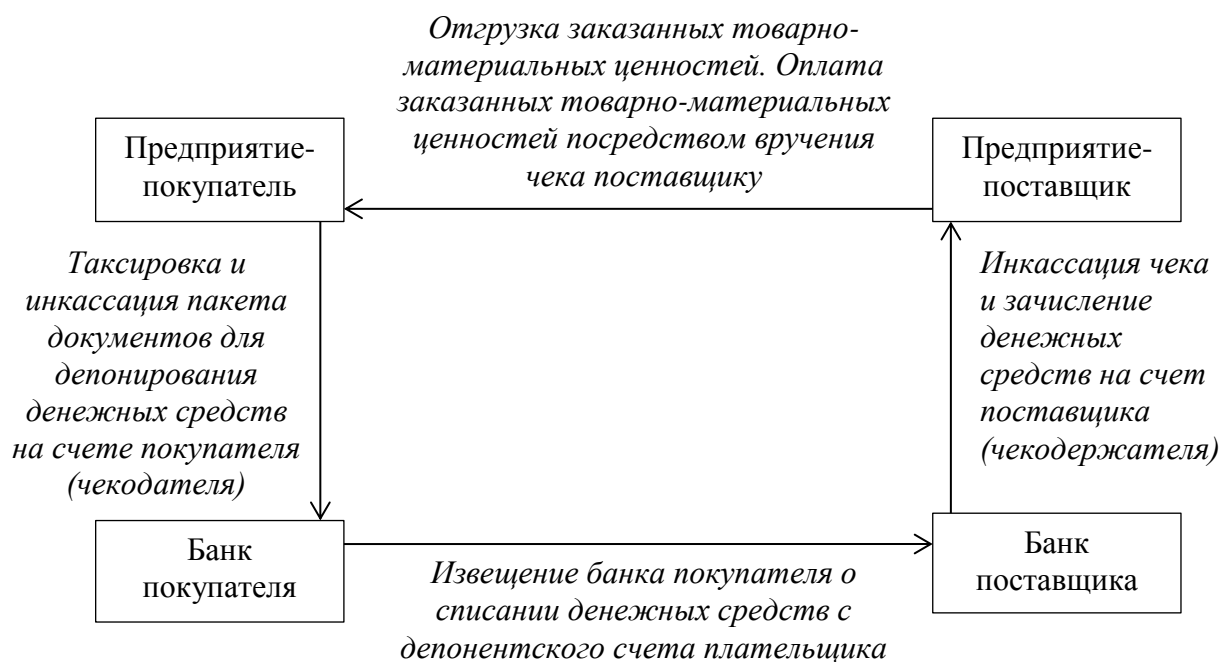 Отгрузка заказанных товарно-
материальных ценностей. Оплата
заказанных товарно-материальных
ценностей посредством вручения
чека поставщику
Предприятие-
покупатель
Предприятие-
поставщик
Таксировка и
инкассация пакета
документов для
депонирования
денежных средств
на счете покупателя
(чекодателя)
Инкассация чека
и зачисление
денежных
средств на счет
поставщика
(чекодержателя)
Банк
покупателя
Извещение банка покупателя о
списании денежных средств с
депонентского счета плательщика
Банк
поставщика